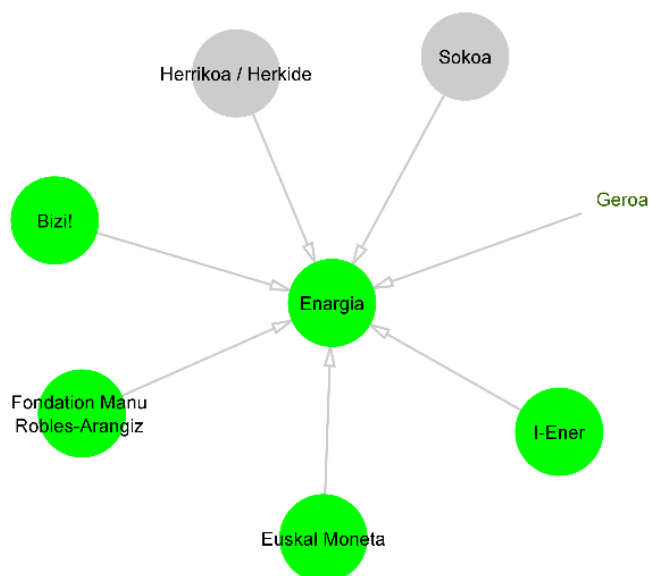 Sokoa
Herrikoa / Herkide
Geroa
Bizi!
Enargia
Fondation Manu
Robles-Arangiz
I-Ener
Euskal Moneta